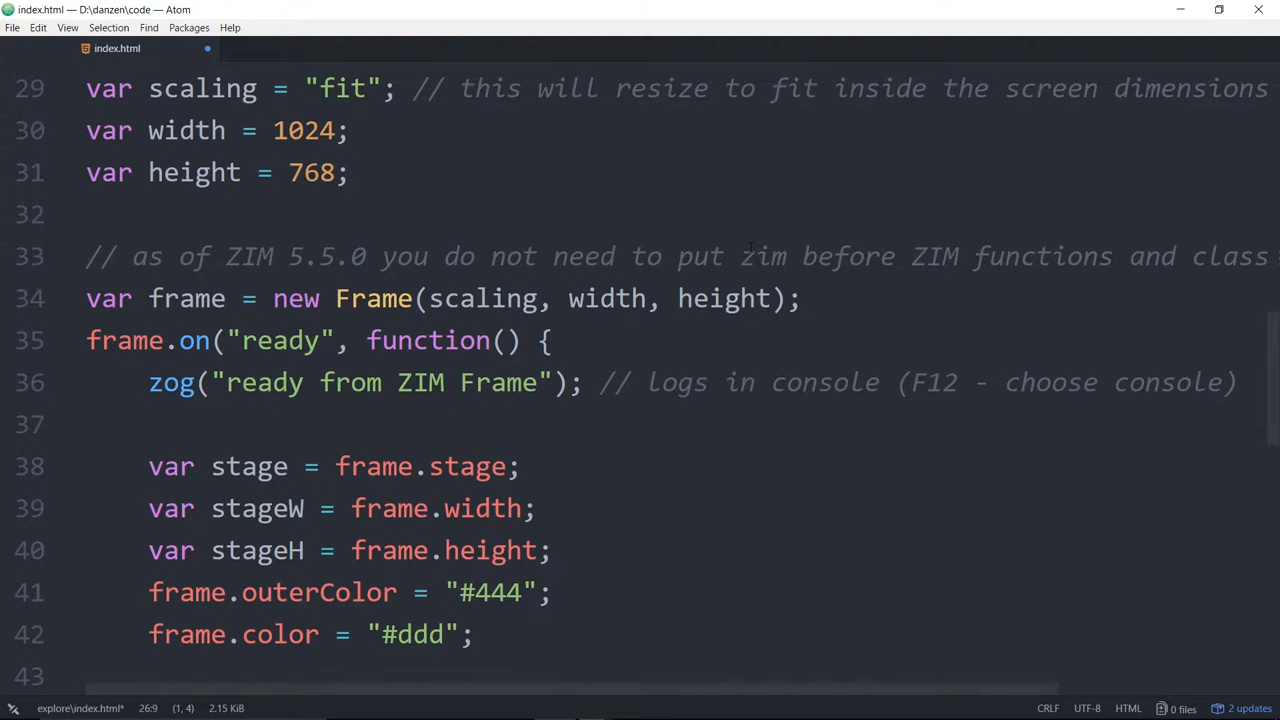 index.html — D:\danzen\code — Atom
File Edit View Selection Find Packages Help
index.html
29 var scaling = "fit"; // this will resize to fit inside the screen dimensions
30 var width = 1024;
31 var height = 768;
32
33 // as of ZIM 5.5.0 you do not need to put zim before ZIM functions and class
34 var frame = new Frame(scaling, width, height);
35 frame.on("ready", function() {
36 zog("ready from ZIM Frame"); // logs in console (F12 - choose console)
37
38 var stage = frame.stage;
39 var stageW = frame.width;
40 var stageH = frame.height;
41 frame.outerColor = "#444";
42 frame.color = "#ddd";
43
explore\index.html* 26:9 (1, 4) 2.15 KiB CRLF UTF-8 HTML 0 files 2 updates